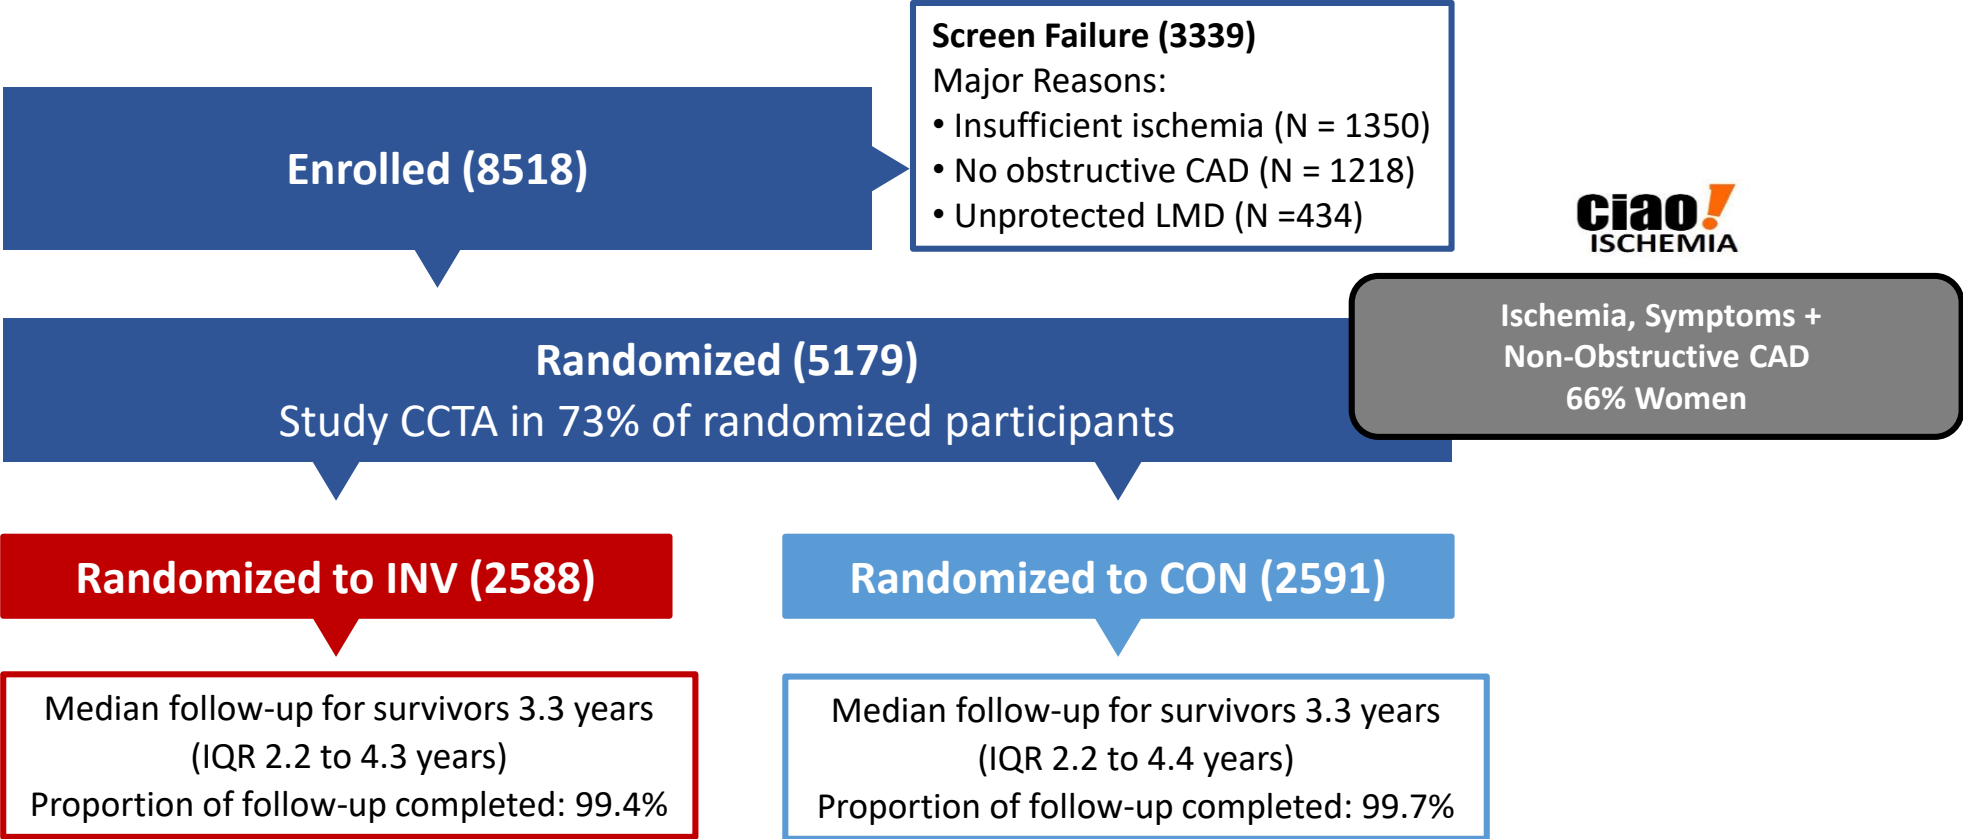 Screen Failure (3339)
Major Reasons:
• Insufficient ischemia (N = 1350)
• No obstructive CAD (N = 1218)
• Unprotected LMD (N =434)
Enrolled (8518)
ciao!
ISCHEMIA
Ischemia, Symptoms +
Non-Obstructive CAD
66% Women
Randomized (5179)
Study CCTA in 73% of randomized participants
Randomized to INV (2588)
Randomized to CON (2591)
Median follow-up for survivors 3.3 years
(IQR 2.2 to 4.3 years)
Proportion of follow-up completed: 99.4%
Median follow-up for survivors 3.3 years
(IQR 2.2 to 4.4 years)
Proportion of follow-up completed: 99.7%